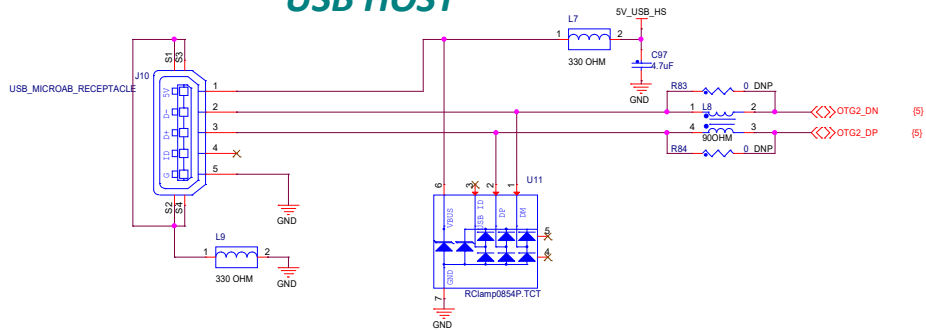 USB HOST
5V_USB_HS
L7
1
2
330 OHM
C97
4.7uF
GND
S1
S3
J10
USB_MICROAB_RECEPTACLE
5V
1
D-
2
D+
3
ID
4
G
5
S2
S4
GND
L9
1
2
330 OHM
GND
R83
0 DNP
1
L8
2
OTG2_DN
{5}
4
3
OTG2_DP
{5}
90OHM
R84
0 DNP
U11
6
3
2
1
VBUS
USB ID
DP
DM
5
4
GND
7
RClamp0854P.TCT
GND